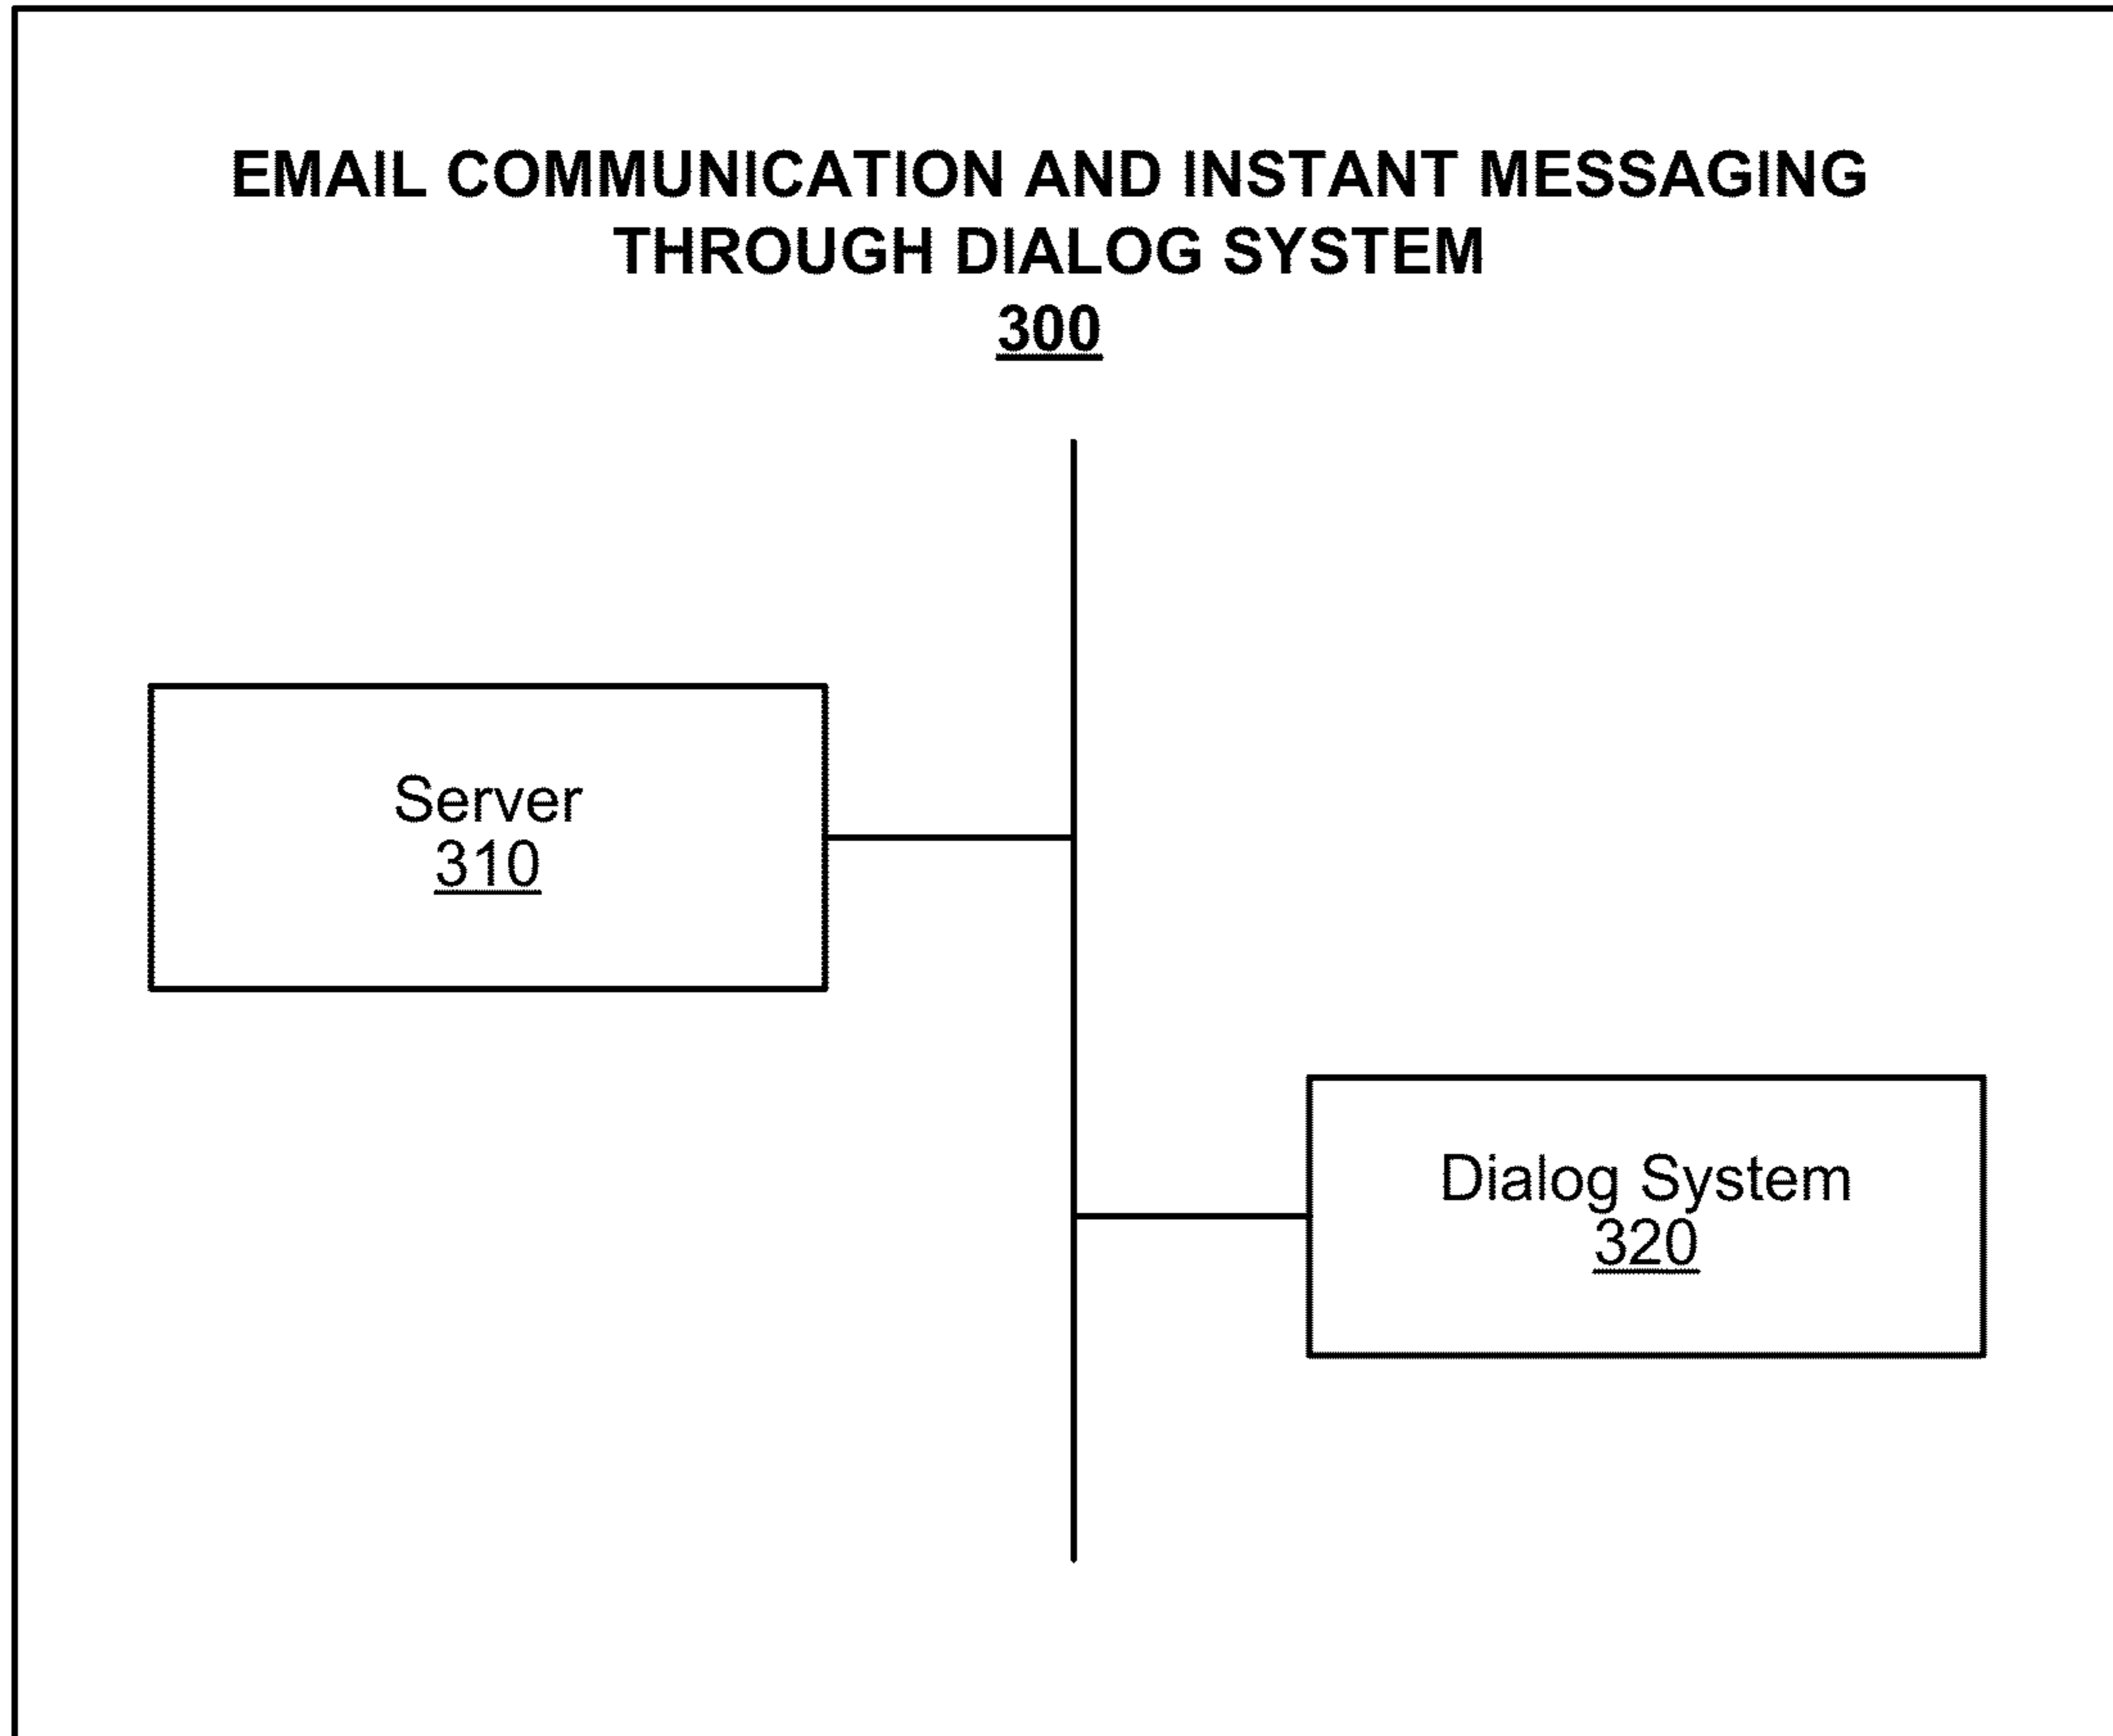 EMAIL COMMUNICATION AND INSTANT MESSAGING
THROUGH DIALOG SYSTEM
300
Server
310
Dialog System
320